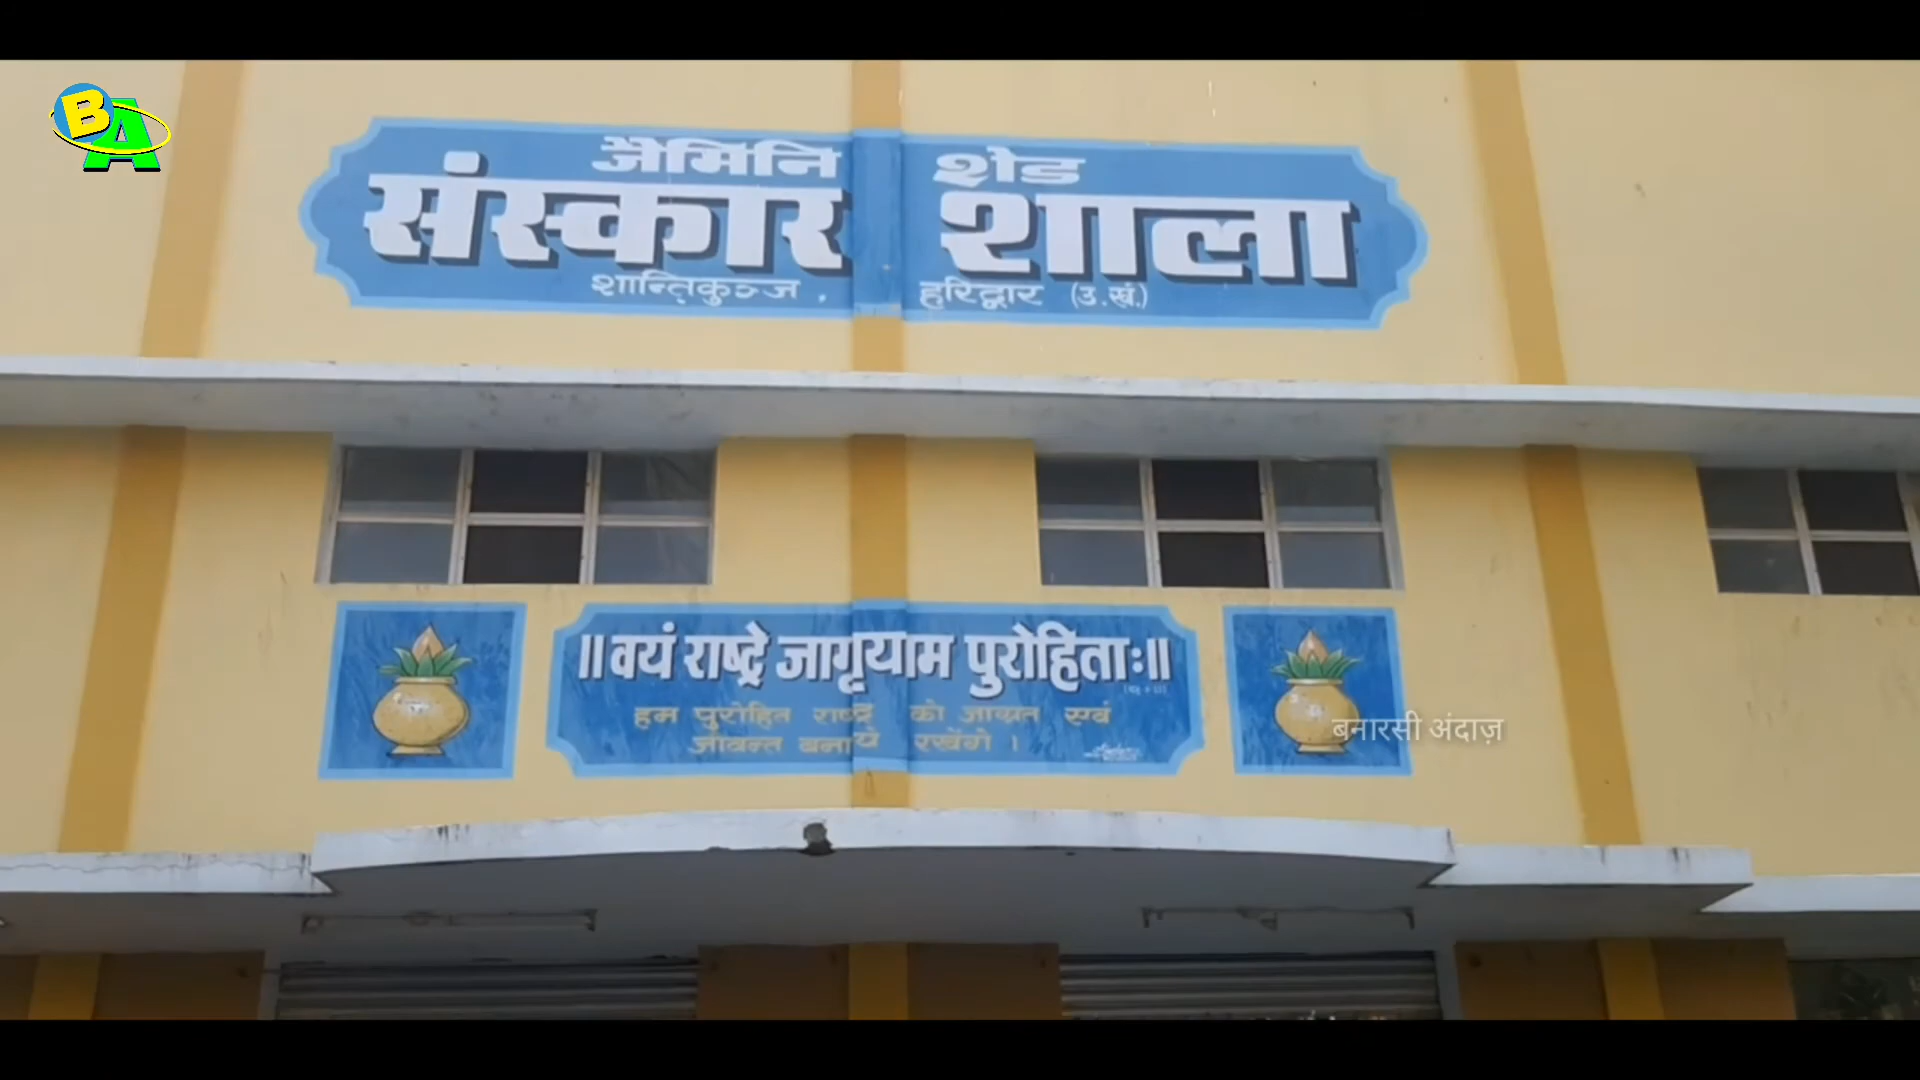 BA
जैमिनि शेड
संस्कार शाला
शान्तिकुञ्ज, हरिद्वार (उ.खं.)
॥वयं राष्ट्रे जागृयाम पुरोहिताः॥
हम पुरोहित राष्ट्र को जाग्रत एवं
जीवन्त बनाये रखेंगे।
बनारसी अंदाज़